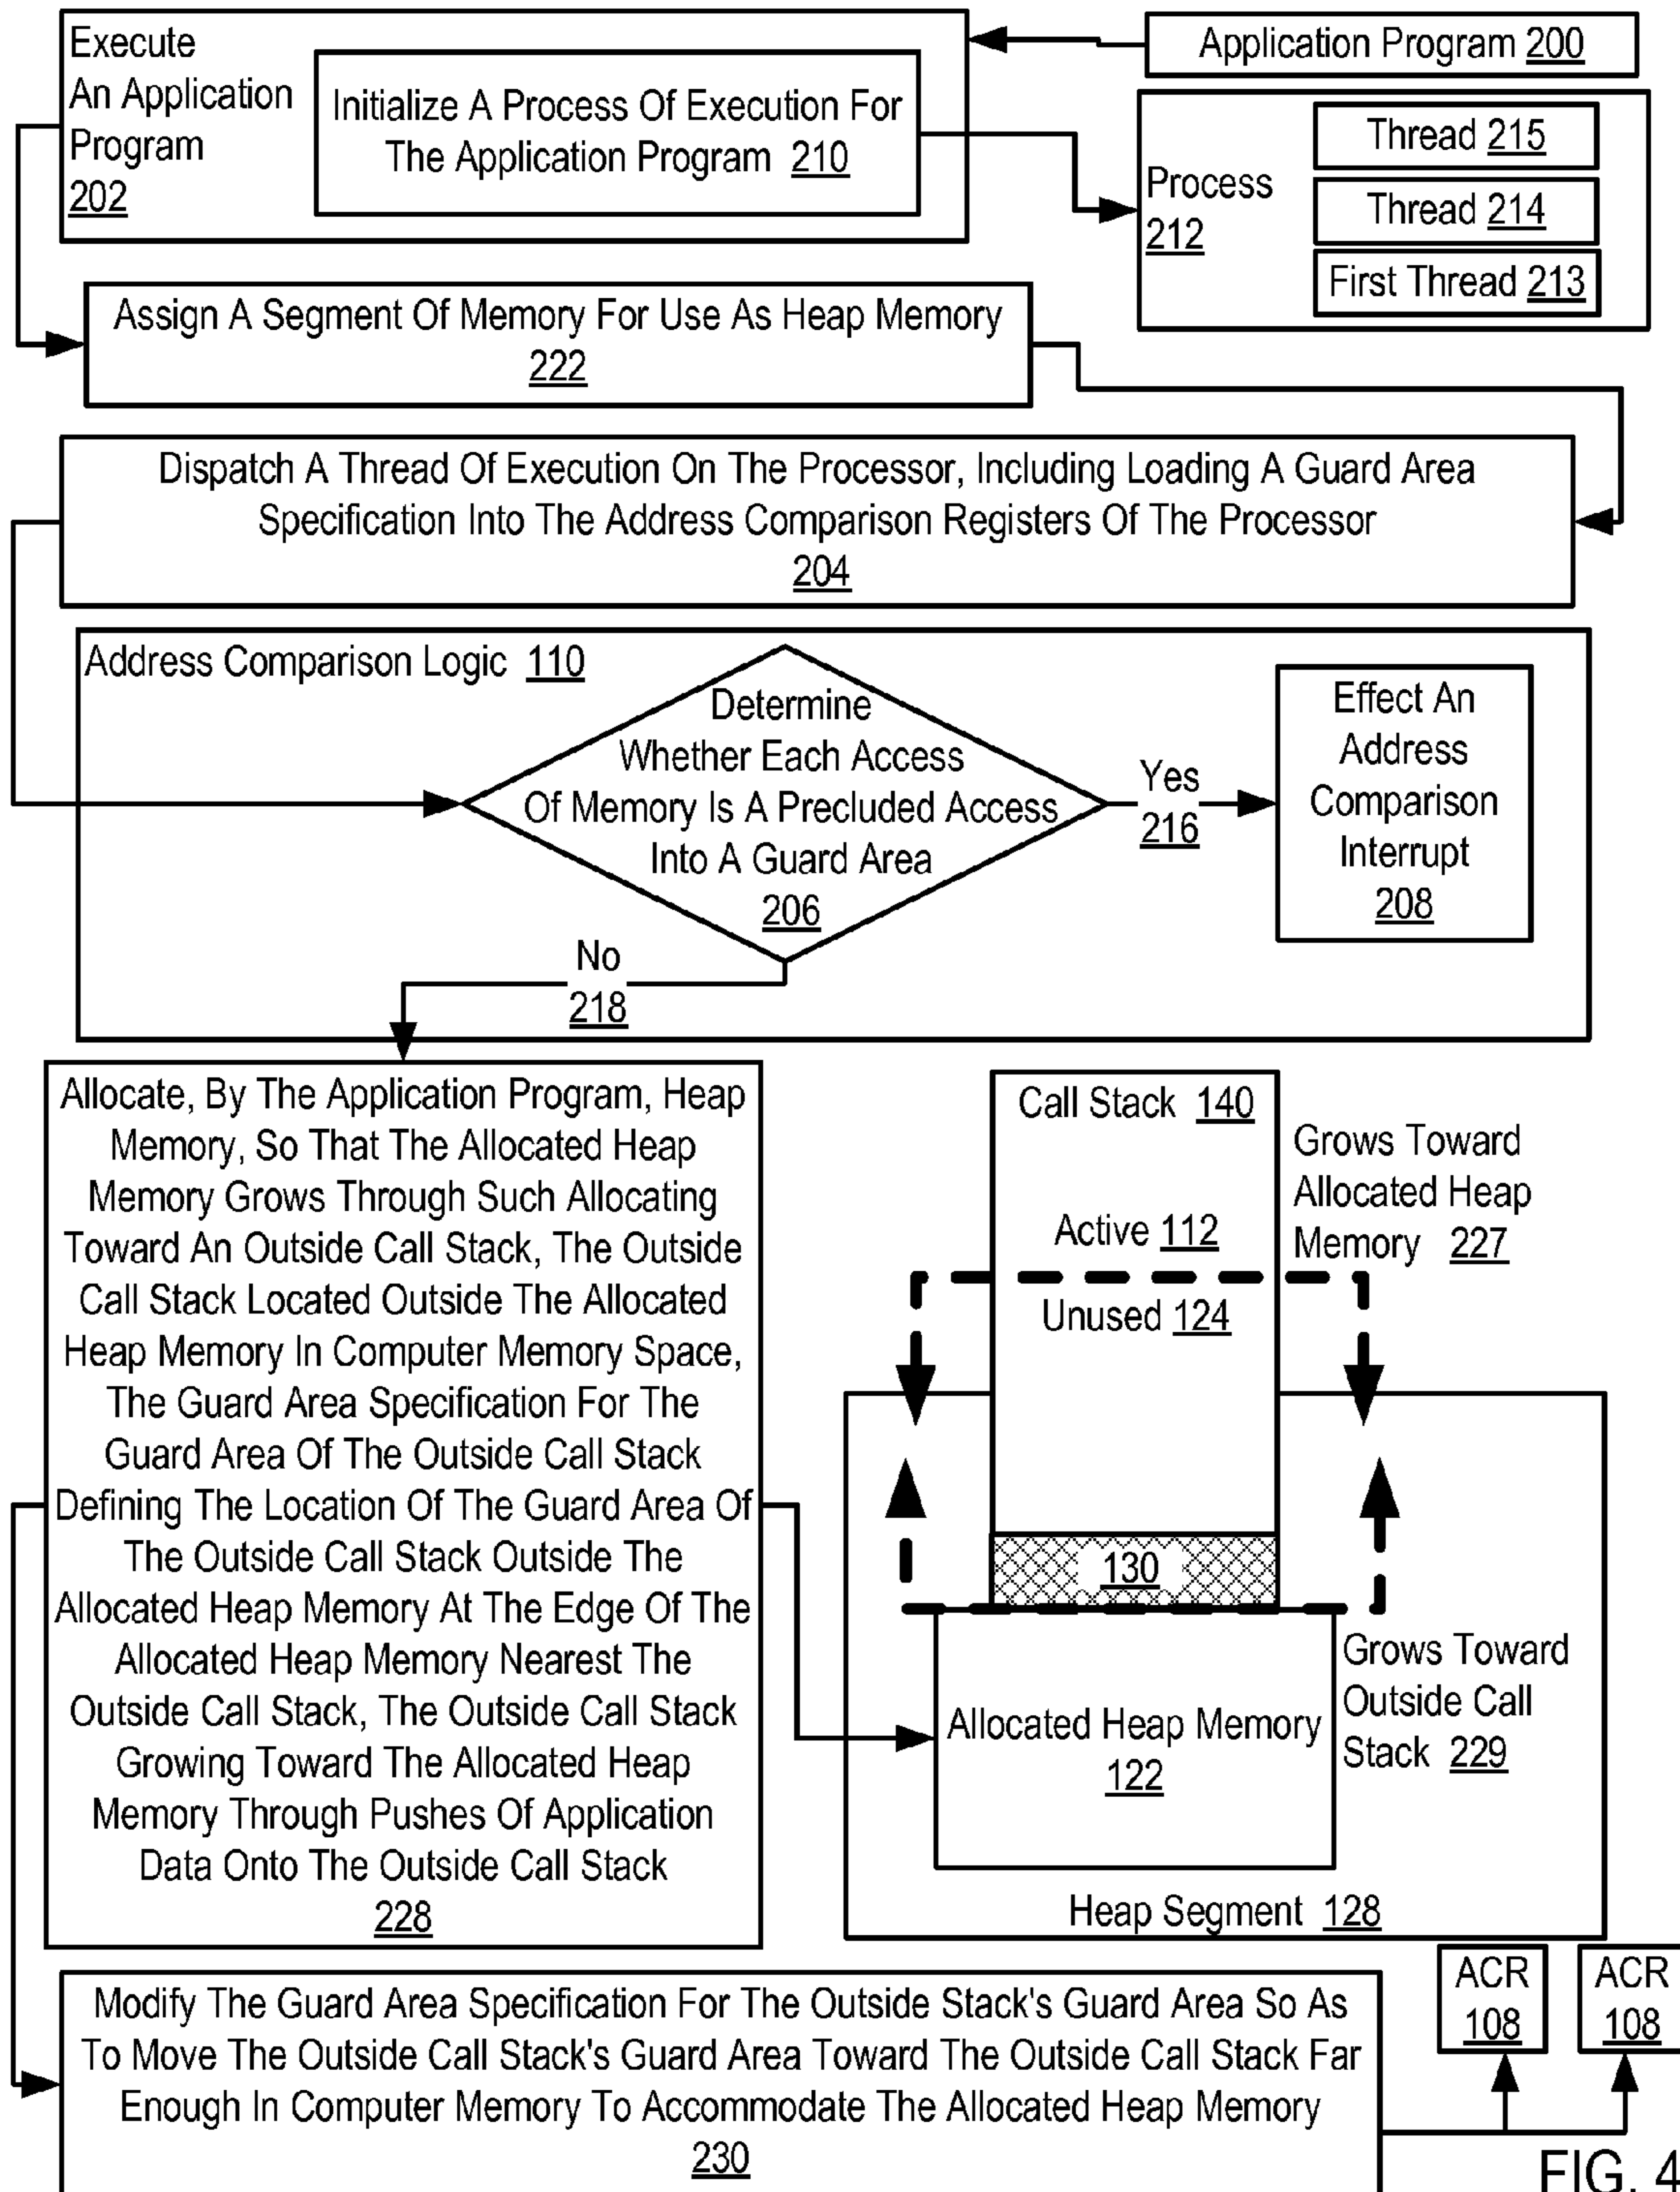 Execute
An Application
Program
202
Initialize A Process Of Execution For
The Application Program 210
Application Program 200
Process
212
Thread 215
Thread 214
First Thread 213
Assign A Segment Of Memory For Use As Heap Memory
222
Dispatch A Thread Of Execution On The Processor, Including Loading A Guard Area
Specification Into The Address Comparison Registers Of The Processor
204
Address Comparison Logic 110
Determine
Whether Each Access
Of Memory Is A Precluded Access
Into A Guard Area
206
Yes
216
Effect An
Address
Comparison
Interrupt
208
No
218
Allocate, By The Application Program, Heap
Memory, So That The Allocated Heap
Memory Grows Through Such Allocating
Toward An Outside Call Stack, The Outside
Call Stack Located Outside The Allocated
Heap Memory In Computer Memory Space,
The Guard Area Specification For The
Guard Area Of The Outside Call Stack
Defining The Location Of The Guard Area Of
The Outside Call Stack Outside The
Allocated Heap Memory At The Edge Of The
Allocated Heap Memory Nearest The
Outside Call Stack, The Outside Call Stack
Growing Toward The Allocated Heap
Memory Through Pushes Of Application
Data Onto The Outside Call Stack
228
Call Stack 140
Active 112
Unused 124
Grows Toward
Allocated Heap
Memory 227
130
Allocated Heap Memory
122
Grows Toward
Outside Call
Stack 229
Heap Segment 128
ACR
108
ACR
108
Modify The Guard Area Specification For The Outside Stack's Guard Area So As
To Move The Outside Call Stack's Guard Area Toward The Outside Call Stack Far
Enough In Computer Memory To Accommodate The Allocated Heap Memory
230
FIG. 4